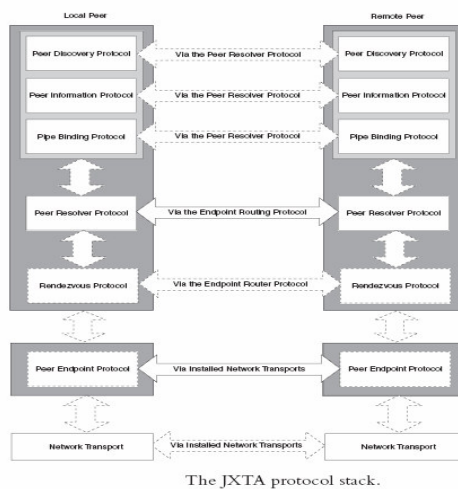 Local Peer Remote Peer
Peer Discovery Protocol Via the Peer Resolver Protocol Peer Discovery Protocol
Peer Information Protocol Via the Peer Resolver Protocol Peer Information Protocol
Pipe Binding Protocol Via the Peer Resolver Protocol Pipe Binding Protocol
Peer Resolver Protocol Via the Endpoint Routing Protocol Peer Resolver Protocol
Rendezvous Protocol Via the Endpoint Router Protocol Rendezvous Protocol
Peer Endpoint Protocol Via Installed Network Transports Peer Endpoint Protocol
Network Transport Via Installed Network Transports Network Transport
The JXTA protocol stack.